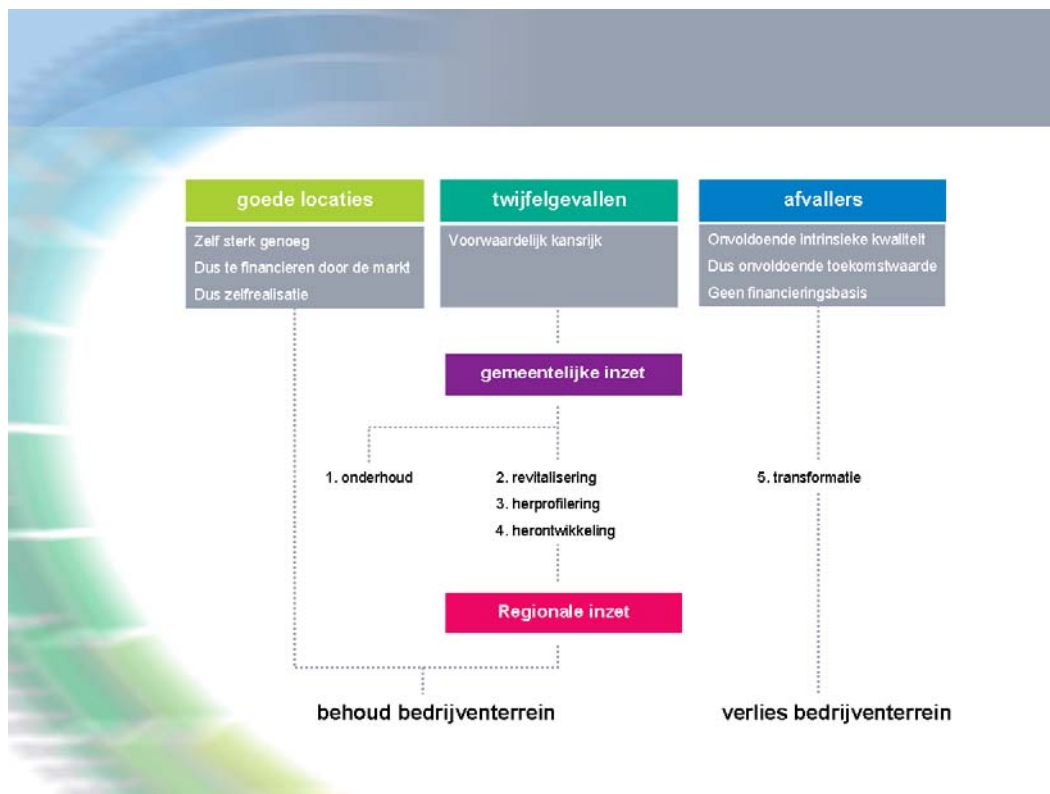 goede locaties
Zelf sterk genoeg
Dus te financieren door de markt
Dus zelfrealisatie
twijfelgevallen
Voorwaardelijk kansrijk
afvallers
Onvoldoende intrinsieke kwaliteit
Dus onvoldoende toekomstwaarde
Geen financieringsbasis
gemeentelijke inzet
1. onderhoud
2. revitalisering
3. herprofilering
4. herontwikkeling
5. transformatie
Regionale inzet
behoud bedrijventerrein
verlies bedrijventerrein